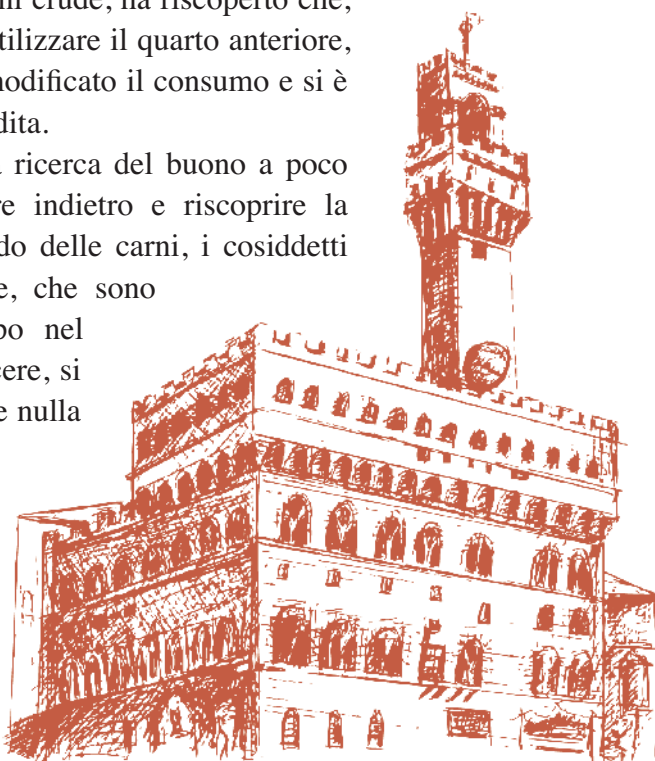 crude, ha riscoperto che,
utilizzare il quarto anteriore,
modificato il consumo e si è
dita.
ricerca del buono a poco
re indietro e riscoprire la
do delle carni, i cosiddetti
e, che sono
po nel
cere, si
e nulla